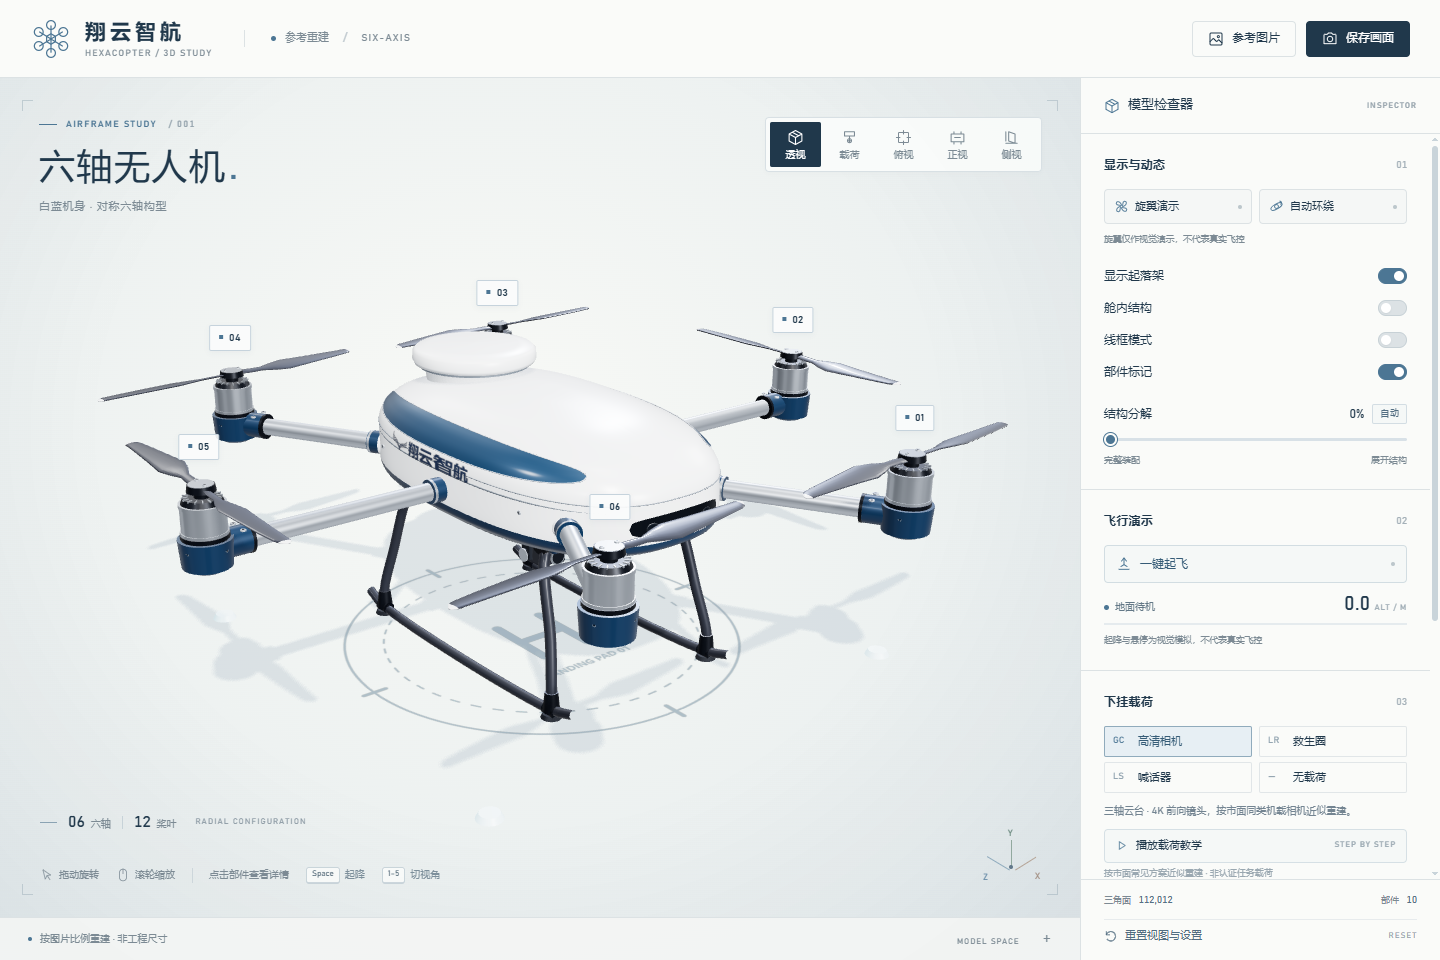 翔云智航
HEXACOPTER / 3D STUDY
参考重建 / SIX-AXIS
参考图片
保存画面
AIRFRAME STUDY / 001
六轴无人机.
白蓝机身 · 对称六轴构型
透视
载荷
俯视
正视
侧视
03
02
04
01
05
06
翔云智航
H
NDING PAD 01
06 六轴
12 桨叶
RADIAL CONFIGURATION
拖动旋转
滚轮缩放
点击部件查看详情
Space 起降
1-5 切视角
Y
Z
X
按图片比例重建 · 非工程尺寸
MODEL SPACE +
模型检查器
INSPECTOR
显示与动态
01
旋翼演示
自动环绕
旋翼仅作视觉演示，不代表真实飞控
显示起落架
舱内结构
线框模式
部件标记
结构分解
0% 自动
完整装配
展开结构
飞行演示
02
一键起飞
地面待机
0.0 ALT / M
起降与悬停为视觉模拟，不代表真实飞控
下挂载荷
03
GC 高清相机
LR 救生圈
LS 喊话器
— 无载荷
三轴云台 · 4K 前向镜头，按市面同类机载相机近似重建。
播放载荷教学
STEP BY STEP
按市面常见方案近似重建 · 非认证任务载荷
三角面 112,012
部件 10
重置视图与设置
RESET